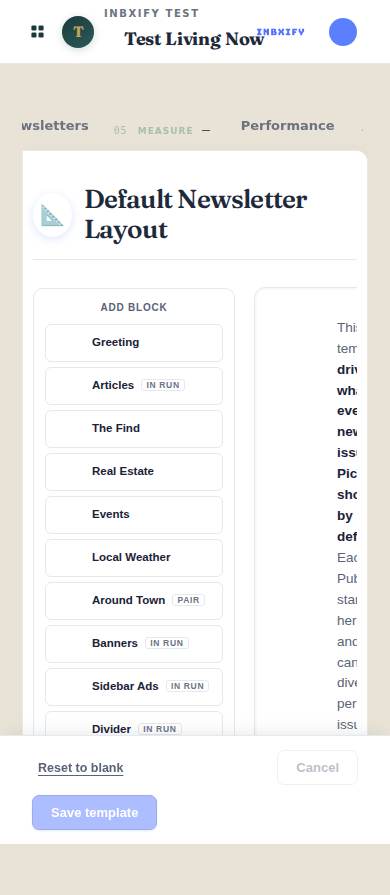 INBXIFY TEST
T
Test Living Now
INBXIFY
wsletters
05 MEASURE —
Performance
Default Newsletter
Layout
ADD BLOCK
Greeting
Articles IN RUN
The Find
Real Estate
Events
Local Weather
Around Town PAIR
Banners IN RUN
Sidebar Ads IN RUN
Divider IN RUN
This
tem
driv
wha
eve
new
issu
Pic
sho
by
def
Eac
Pub
star
her
and
can
dive
per
issu
Reset to blank
Cancel
Save template